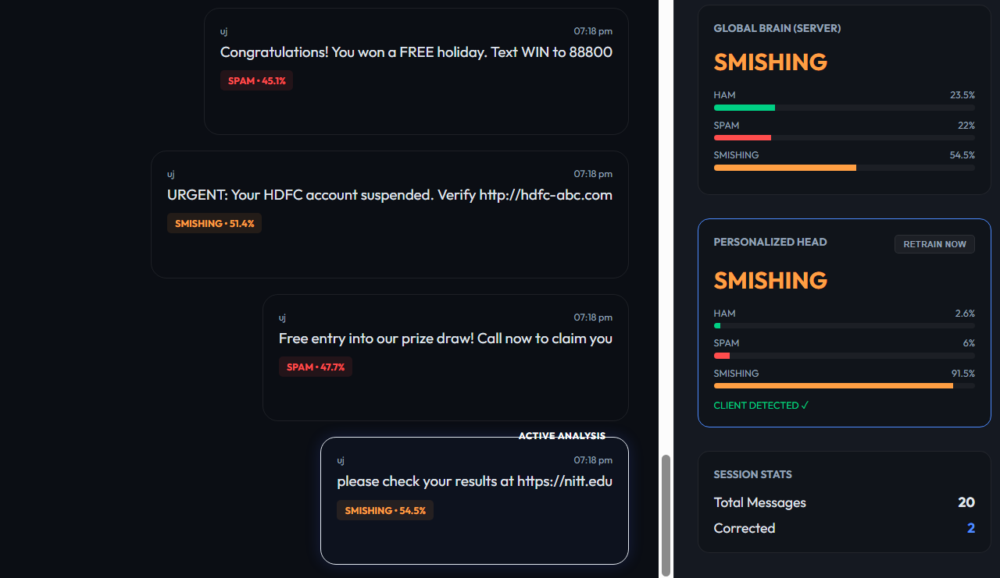 uj 07:18 pm
Congratulations! You won a FREE holiday. Text WIN to 88800
SPAM • 45.1%
uj 07:18 pm
URGENT: Your HDFC account suspended. Verify http://hdfc-abc.com
SMISHING • 51.4%
uj 07:18 pm
Free entry into our prize draw! Call now to claim you
SPAM • 47.7%
ACTIVE ANALYSIS
uj 07:18 pm
please check your results at https://nitt.edu
SMISHING • 54.5%
GLOBAL BRAIN (SERVER)
SMISHING
HAM 23.5%
SPAM 22%
SMISHING 54.5%
PERSONALIZED HEAD RETRAIN NOW
SMISHING
HAM 2.6%
SPAM 6%
SMISHING 91.5%
CLIENT DETECTED ✓
SESSION STATS
Total Messages 20
Corrected 2